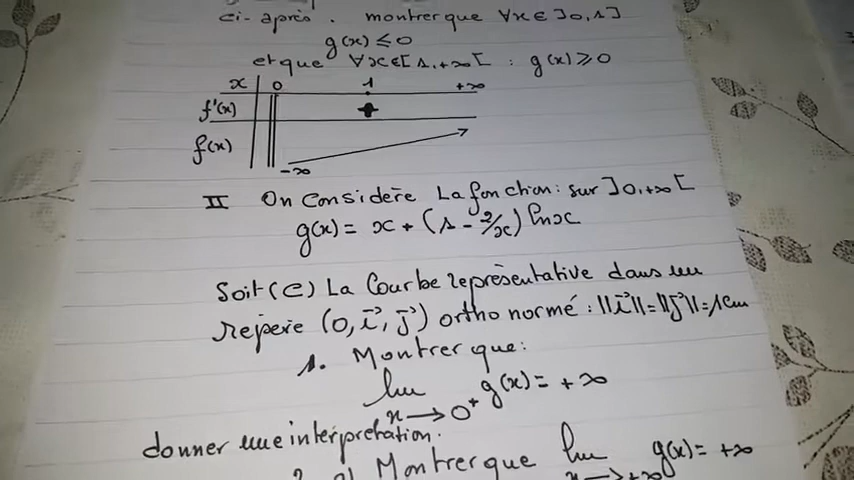 ci-après. montrer que ∀x∈]0,1]
g(x) ≤ 0
et que ∀x∈[1,+∞[ : g(x) ≥ 0
x 0 1 +∞
f'(x) +
f(x)
-∞
II On Considère La fonction: sur ]0,+∞[
g(x) = x + (1 - 2/x) ln x
Soit (C) La Courbe représentative dans un
repère (O, i⃗, j⃗) ortho normé : ||i⃗|| = ||j⃗|| = 1cm
1. Montrer que:
lim g(x) = +∞
x → 0⁺
donner une interpretation.
2 a) Montrer que lim g(x) = +∞
x → +∞